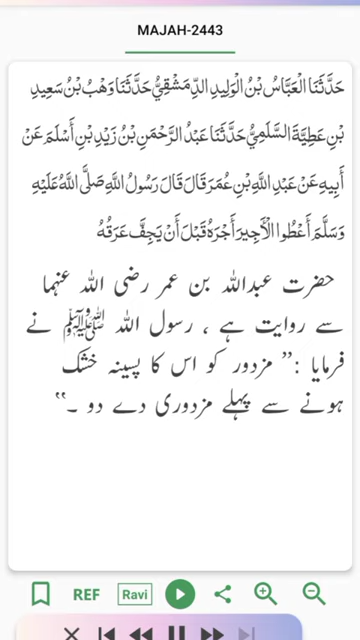 MAJAH-2443
حَدَّثَنَا الْعَبَّاسُ بْنُ الْوَلِيدِ الدِّمَشْقِيُّ حَدَّثَنَا وَهْبُ بْنُ سَعِيدِ
بْنِ عَطِيَّةَ السَّلَمِيُّ حَدَّثَنَا عَبْدُ الرَّحْمَنِ بْنُ زَيْدِ بْنِ أَسْلَمَ عَنْ
أَبِيهِ عَنْ عَبْدِ اللَّهِ بْنِ عُمَرَ قَالَ قَالَ رَسُولُ اللَّهِ صَلَّى اللَّهُ عَلَيْهِ
وَسَلَّمَ أَعْطُوا الْأَجِيرَ أَجْرَهُ قَبْلَ أَنْ يَجِفَّ عَرَقُهُ
حضرت عبداللہ بن عمر رضی اللہ عنہما
سے روایت ہے ، رسول اللہ ﷺ نے
فرمایا :’’ مزدور کو اس کا پسینہ خشک
ہونے سے پہلے مزدوری دے دو ۔‘‘
REF
Ravi